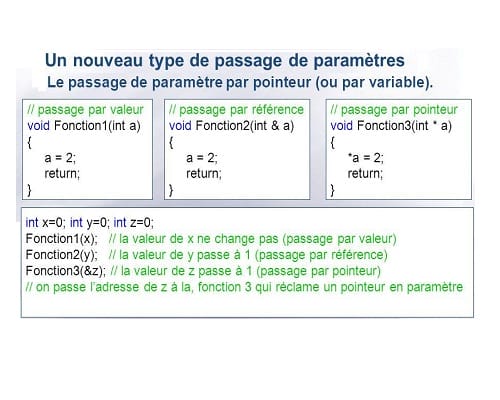 Un nouveau type de passage de paramètres
Le passage de paramètre par pointeur (ou par variable).
// passage par valeur
void Fonction1(int a)
{
a = 2;
return;
}
// passage par référence
void Fonction2(int & a)
{
a = 2;
return;
}
// passage par pointeur
void Fonction3(int * a)
{
*a = 2;
return;
}
int x=0; int y=0; int z=0;
Fonction1(x); // la valeur de x ne change pas (passage par valeur)
Fonction2(y); // la valeur de y passe à 1 (passage par référence)
Fonction3(&z); // la valeur de z passe à 1 (passage par pointeur)
// on passe l'adresse de z à la, fonction 3 qui réclame un pointeur en paramètre